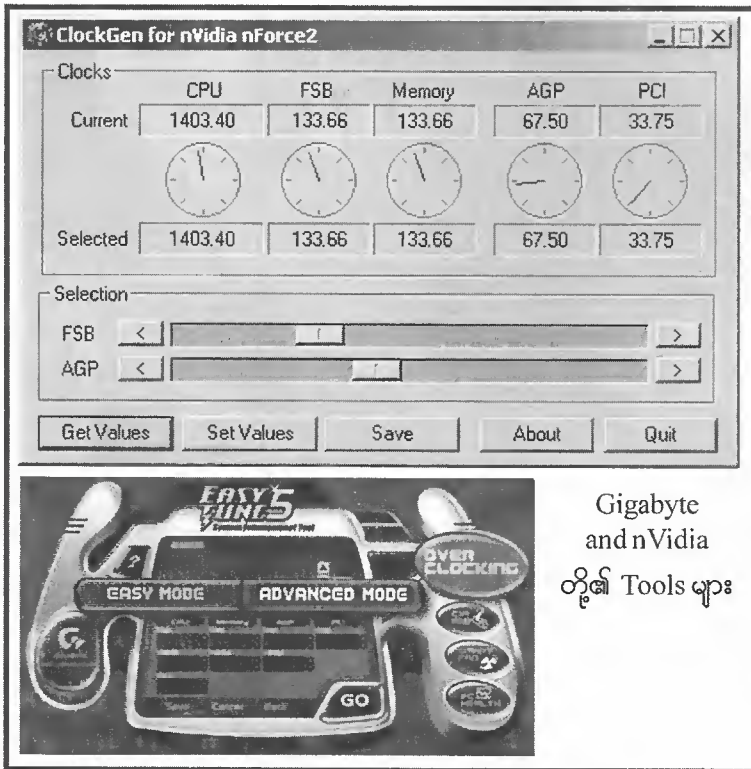 ClockGen for nVidia nForce2
Clocks
CPU FSB Memory AGP PCI
Current 1403.40 133.66 133.66 67.50 33.75
Selected 1403.40 133.66 133.66 67.50 33.75
Selection
FSB < >
AGP < >
Get Values Set Values Save About Quit
EASY TUNE 5
?
OVER CLOCKING
EASY MODE ADVANCED MODE
GO
PC HEALTH
Gigabyte
and nVidia
တို့၏ Tools များ